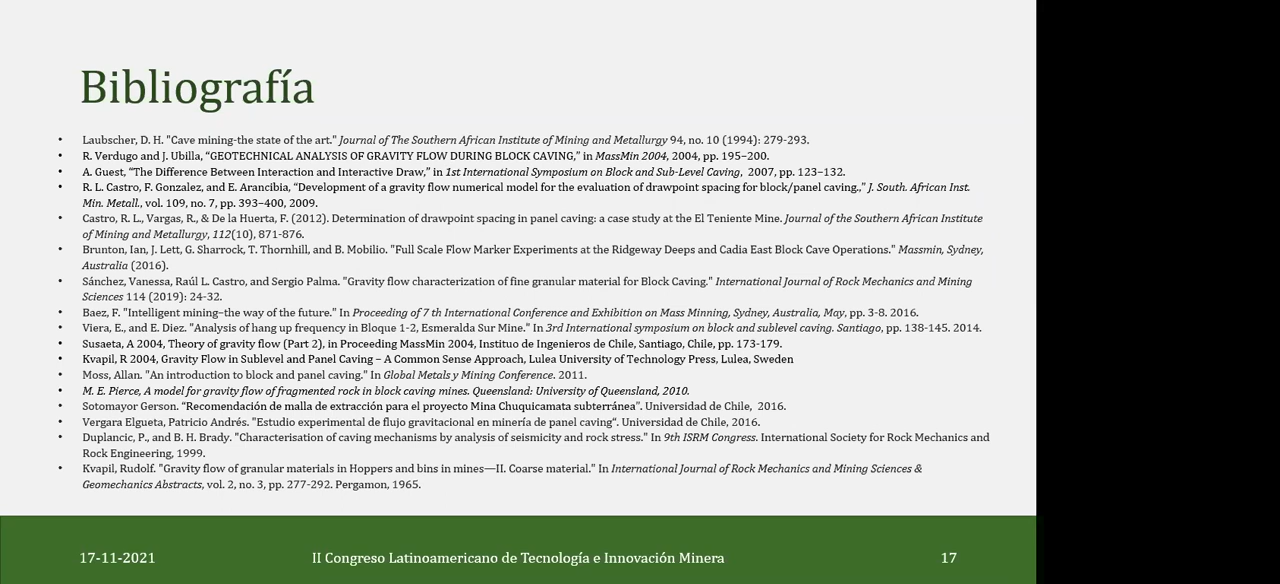 Bibliografía
• Laubscher, D. H. "Cave mining-the state of the art." Journal of The Southern African Institute of Mining and Metallurgy 94, no. 10 (1994): 279-293.
• R. Verdugo and J. Ubilla, “GEOTECHNICAL ANALYSIS OF GRAVITY FLOW DURING BLOCK CAVING,” in MassMin 2004, 2004, pp. 195–200.
• A. Guest, “The Difference Between Interaction and Interactive Draw,” in 1st International Symposium on Block and Sub-Level Caving, 2007, pp. 123–132.
• R. L. Castro, F. Gonzalez, and E. Arancibia, “Development of a gravity flow numerical model for the evaluation of drawpoint spacing for block/panel caving.,” J. South. African Inst.
Min. Metall., vol. 109, no. 7, pp. 393–400, 2009.
• Castro, R. L., Vargas, R., & De la Huerta, F. (2012). Determination of drawpoint spacing in panel caving: a case study at the El Teniente Mine. Journal of the Southern African Institute
of Mining and Metallurgy, 112(10), 871-876.
• Brunton, Ian, J. Lett, G. Sharrock, T. Thornhill, and B. Mobilio. "Full Scale Flow Marker Experiments at the Ridgeway Deeps and Cadia East Block Cave Operations." Massmin, Sydney,
Australia (2016).
• Sánchez, Vanessa, Raúl L. Castro, and Sergio Palma. "Gravity flow characterization of fine granular material for Block Caving." International Journal of Rock Mechanics and Mining
Sciences 114 (2019): 24-32.
• Baez, F. "Intelligent mining–the way of the future." In Proceeding of 7 th International Conference and Exhibition on Mass Minning, Sydney, Australia, May, pp. 3-8. 2016.
• Viera, E., and E. Diez. "Analysis of hang up frequency in Bloque 1-2, Esmeralda Sur Mine." In 3rd International symposium on block and sublevel caving. Santiago, pp. 138-145. 2014.
• Susaeta, A 2004, Theory of gravity flow (Part 2), in Proceeding MassMin 2004, Instituo de Ingenieros de Chile, Santiago, Chile, pp. 173-179.
• Kvapil, R 2004, Gravity Flow in Sublevel and Panel Caving – A Common Sense Approach, Lulea University of Technology Press, Lulea, Sweden
• Moss, Allan. "An introduction to block and panel caving." In Global Metals y Mining Conference. 2011.
• M. E. Pierce, A model for gravity flow of fragmented rock in block caving mines. Queensland: University of Queensland, 2010.
• Sotomayor Gerson. “Recomendación de malla de extracción para el proyecto Mina Chuquicamata subterránea”. Universidad de Chile, 2016.
• Vergara Elgueta, Patricio Andrés. "Estudio experimental de flujo gravitacional en minería de panel caving“. Universidad de Chile, 2016.
• Duplancic, P., and B. H. Brady. "Characterisation of caving mechanisms by analysis of seismicity and rock stress." In 9th ISRM Congress. International Society for Rock Mechanics and
Rock Engineering, 1999.
• Kvapil, Rudolf. "Gravity flow of granular materials in Hoppers and bins in mines—II. Coarse material." In International Journal of Rock Mechanics and Mining Sciences &
Geomechanics Abstracts, vol. 2, no. 3, pp. 277-292. Pergamon, 1965.
17-11-2021 II Congreso Latinoamericano de Tecnología e Innovación Minera 17